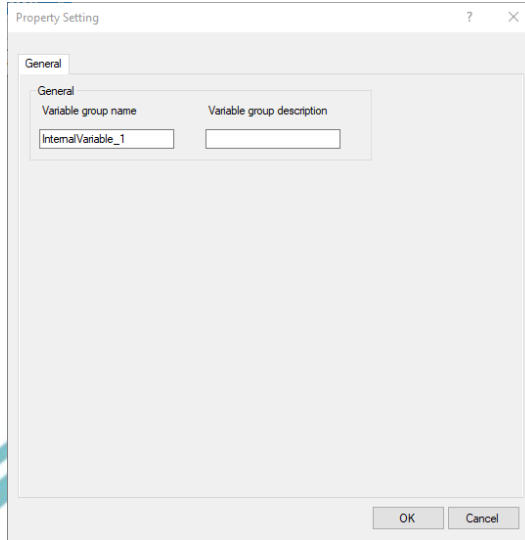 Property Setting
?
General
General
Variable group name
Variable group description
InternalVariable_1
OK
Cancel